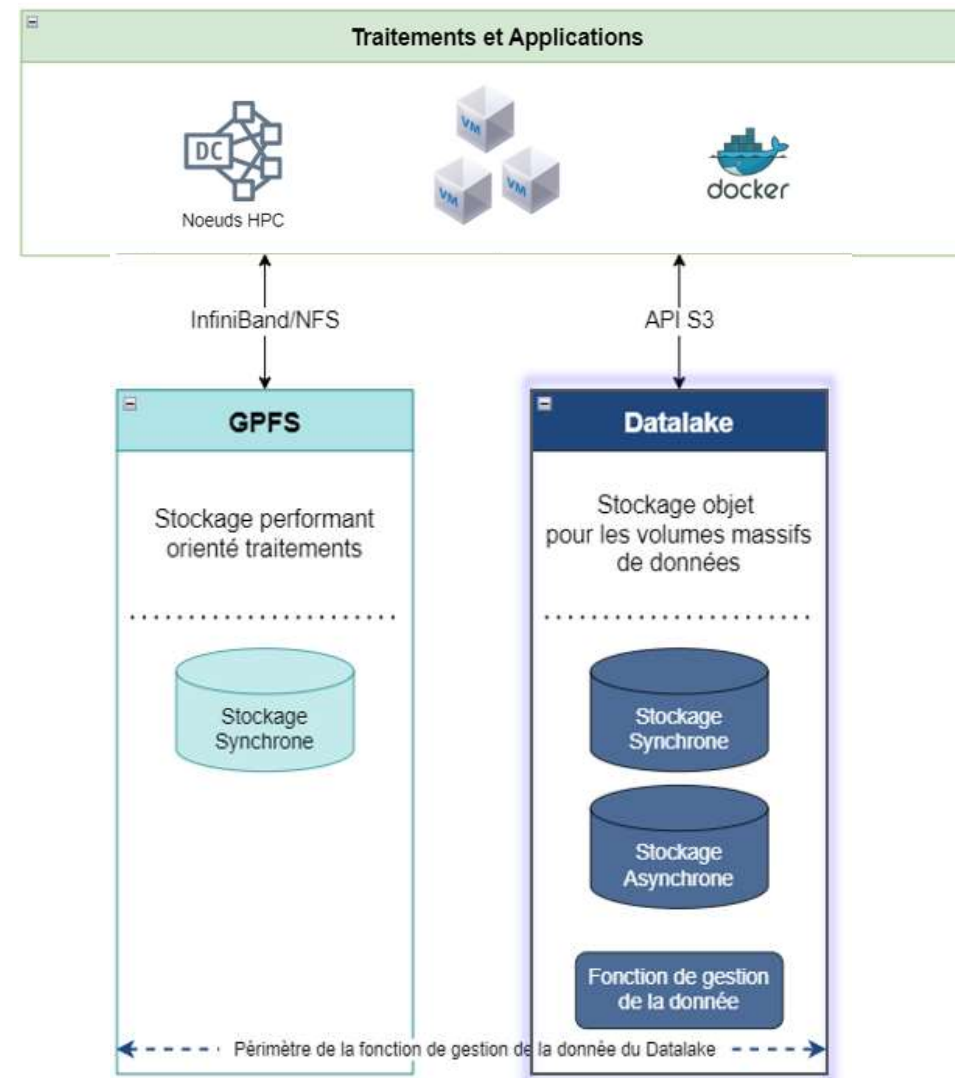 Traitements et Applications
DC
VM
VM
VM
docker
Noeuds HPC
InfiniBand/NFS
API S3
GPFS
Stockage performant
orienté traitements
Stockage
Synchrone
Datalake
Stockage objet
pour les volumes massifs
de données
Stockage
Synchrone
Stockage
Asynchrone
Fonction de gestion
de la donnée
Périmètre de la fonction de gestion de la donnée du Datalake